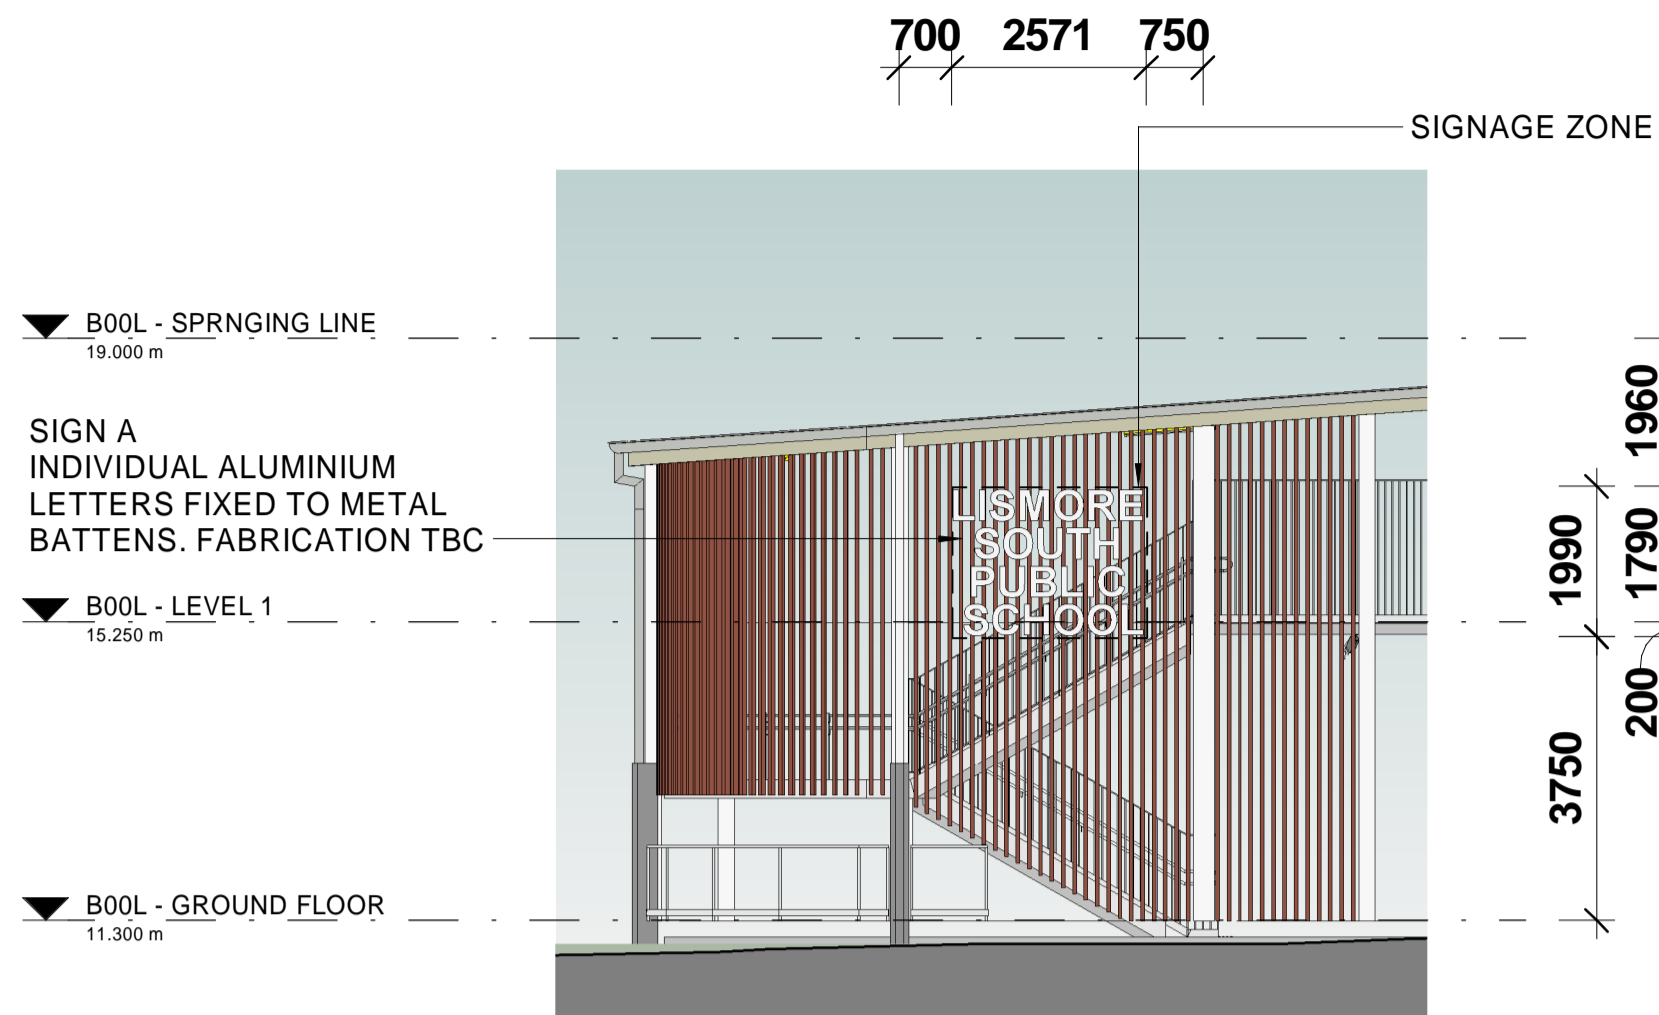 700 2571 750
SIGNAGE ZONE
B00L - SPRNGING LINE
19.000 m
SIGN A
INDIVIDUAL ALUMINIUM
LETTERS FIXED TO METAL
BATTENS. FABRICATION TBC
LISMORE
SOUTH
PUBLIC
SCHOOL
B00L - LEVEL 1
15.250 m
B00L - GROUND FLOOR
11.300 m
1960
1990
1790
200
3750